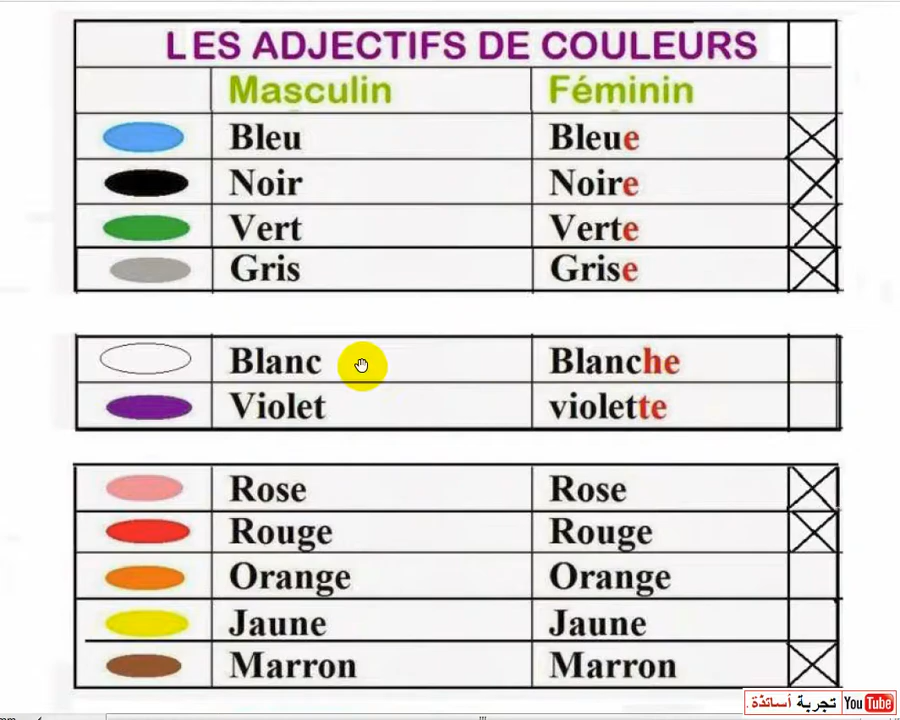 LES ADJECTIFS DE COULEURS
Masculin Féminin
Bleu Bleue
Noir Noire
Vert Verte
Gris Grise
Blanc Blanche
Violet violette
Rose Rose
Rouge Rouge
Orange Orange
Jaune Jaune
Marron Marron
تجربة أساتذة. YouTube